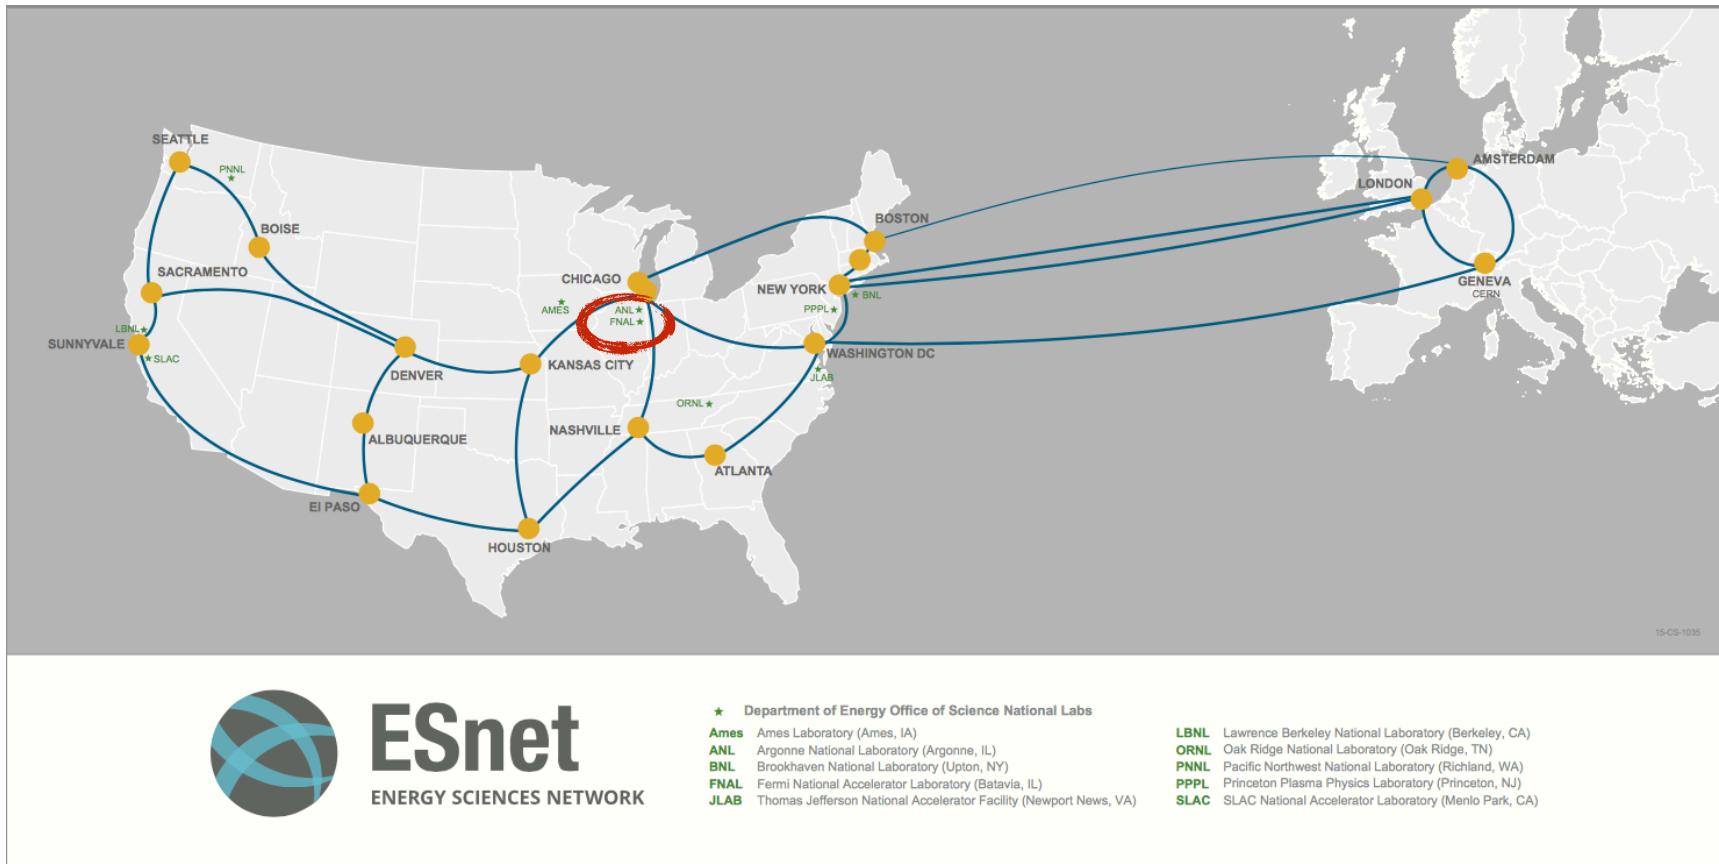 SEATTLE
PNNL
BOISE
SACRAMENTO
LBNL
SUNNYVALE
SLAC
DENVER
ALBUQUERQUE
El PASO
HOUSTON
KANSAS CITY
AMES
CHICAGO
ANL
FNAL
NASHVILLE
ORNL
ATLANTA
BOSTON
NEW YORK
BNL
PPPL
WASHINGTON DC
JLAB
AMSTERDAM
LONDON
GENEVA
CERN
15-CS-1035
ESnet
ENERGY SCIENCES NETWORK
Department of Energy Office of Science National Labs
Ames Ames Laboratory (Ames, IA)
ANL Argonne National Laboratory (Argonne, IL)
BNL Brookhaven National Laboratory (Upton, NY)
FNAL Fermi National Accelerator Laboratory (Batavia, IL)
JLAB Thomas Jefferson National Accelerator Facility (Newport News, VA)
LBNL Lawrence Berkeley National Laboratory (Berkeley, CA)
ORNL Oak Ridge National Laboratory (Oak Ridge, TN)
PNNL Pacific Northwest National Laboratory (Richland, WA)
PPPL Princeton Plasma Physics Laboratory (Princeton, NJ)
SLAC SLAC National Accelerator Laboratory (Menlo Park, CA)